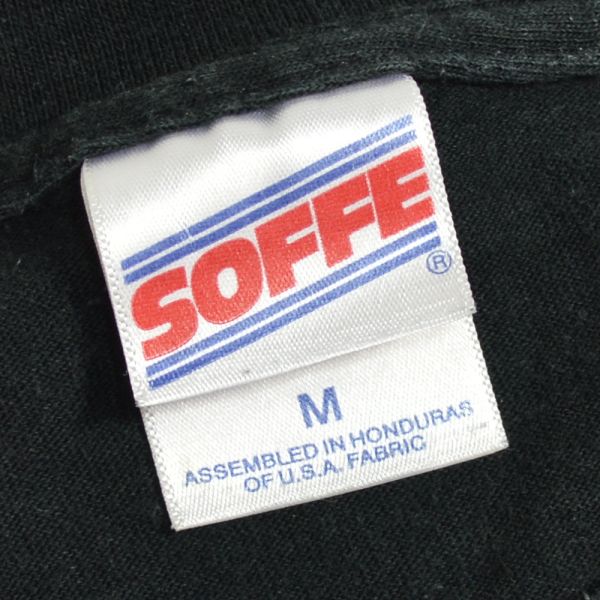 SOFFE®
M
ASSEMBLED IN HONDURAS
OF U.S.A. FABRIC